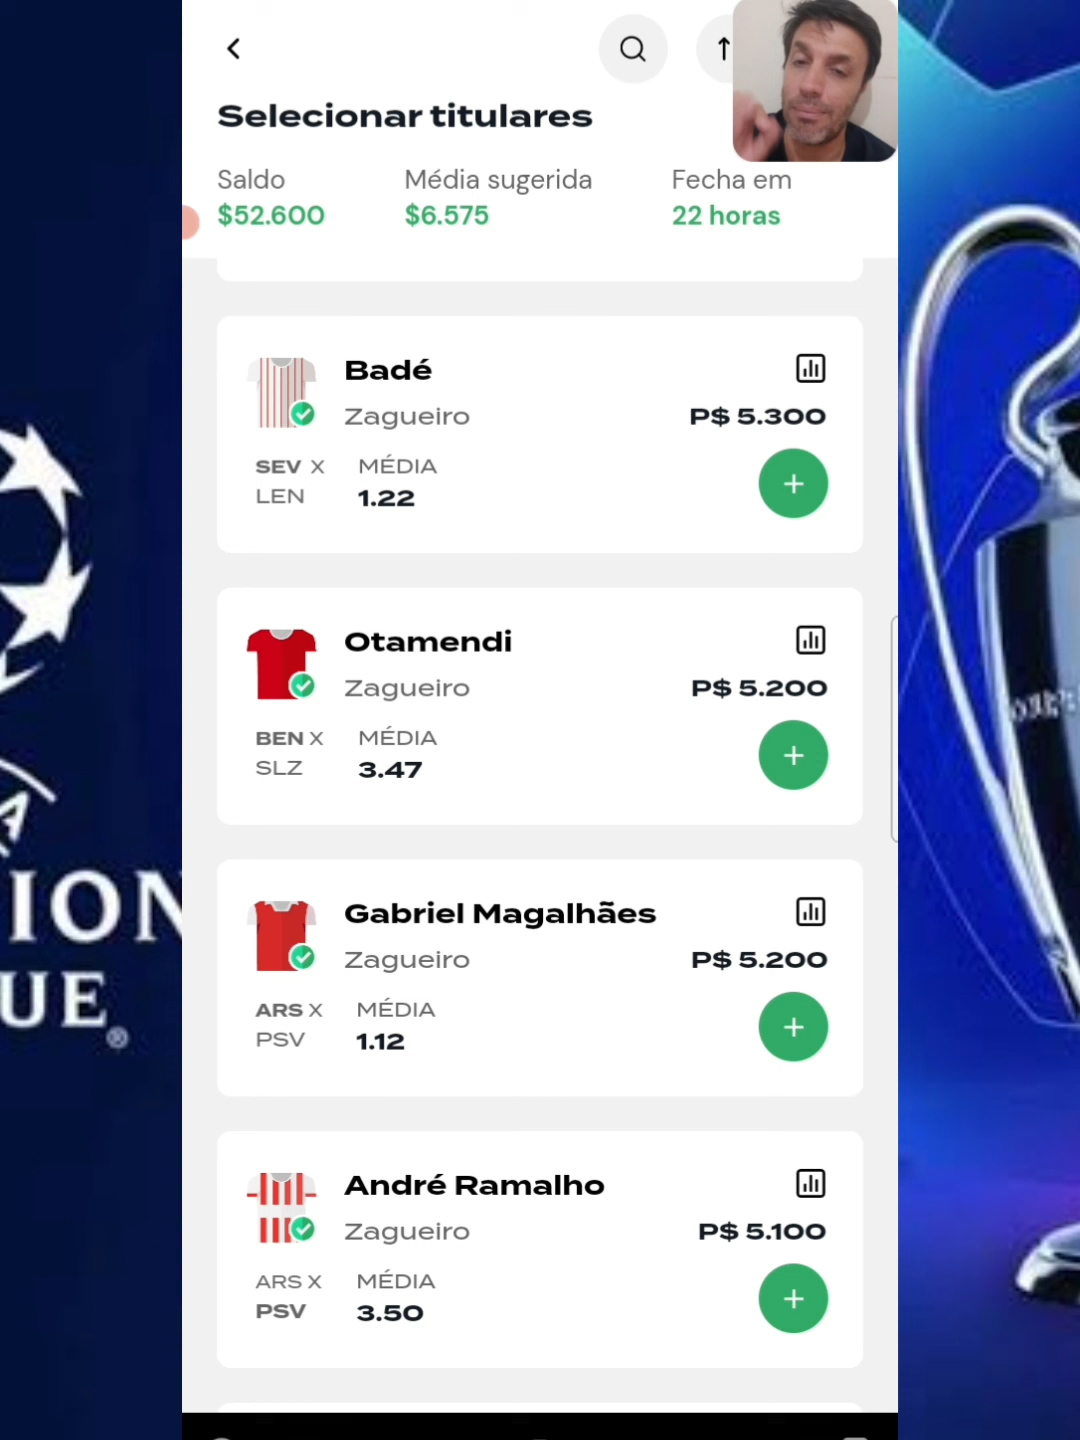 Selecionar titulares
Saldo Média sugerida Fecha em
$52.600 $6.575 22 horas
Badé
Zagueiro P$ 5.300
SEV X MÉDIA
LEN 1.22
Otamendi
Zagueiro P$ 5.200
BEN X MÉDIA
SLZ 3.47
Gabriel Magalhães
Zagueiro P$ 5.200
ARS X MÉDIA
PSV 1.12
André Ramalho
Zagueiro P$ 5.100
ARS X MÉDIA
PSV 3.50
A
ION
UE®